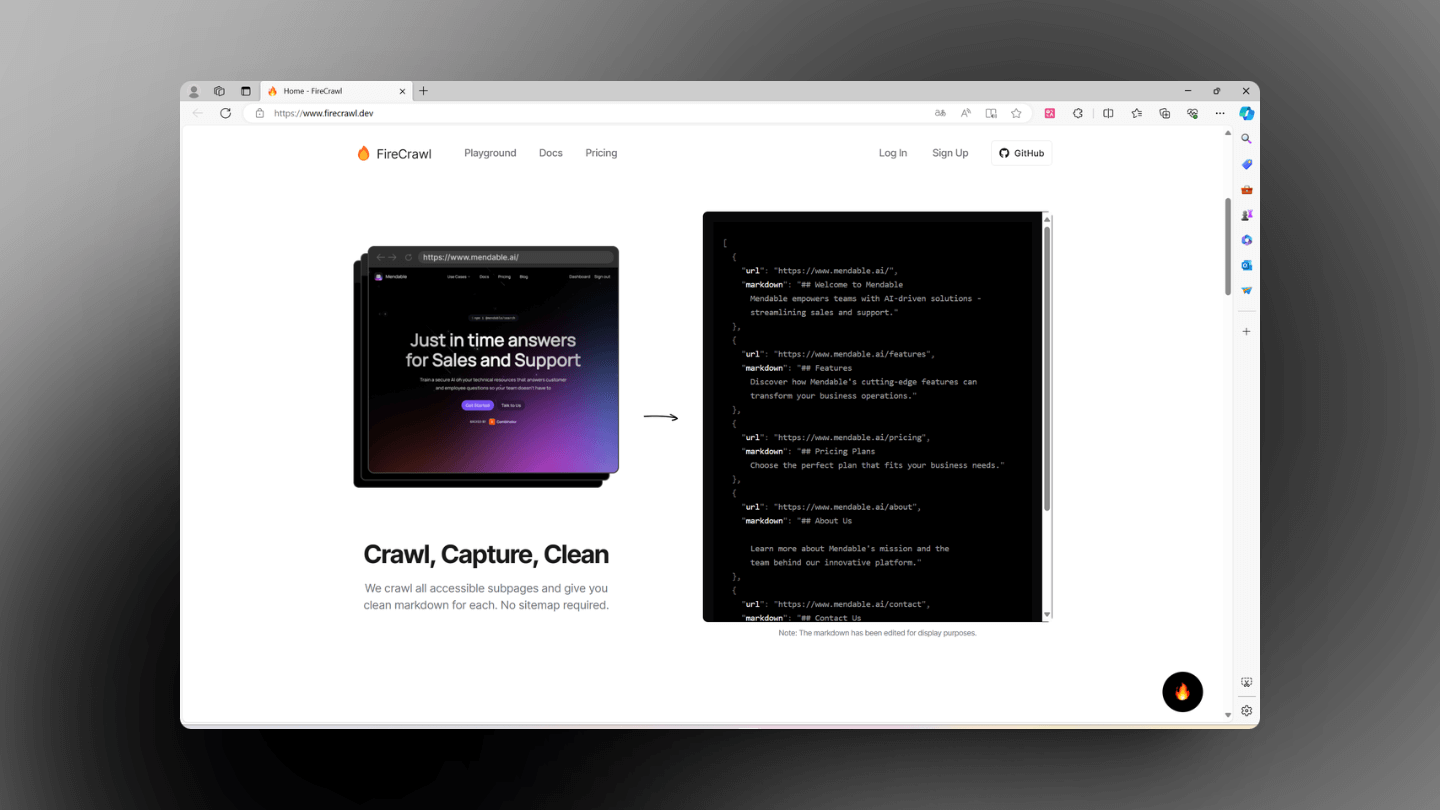 Home - FireCrawl
https://www.firecrawl.dev
FireCrawl
Playground
Docs
Pricing
Log In
Sign Up
GitHub
https://www.mendable.ai/
Mendable
Use Cases
Docs
Pricing
Blog
Dashboard
Sign out
Just in time answers
for Sales and Support
Train a secure AI on your technical resources that answers customer
and employee questions so your team doesn't have to
Get Started
Talk to Us
BACKED BY
Combinator
[
{
"url": "https://www.mendable.ai/",
"markdown": "## Welcome to Mendable
Mendable empowers teams with AI-driven solutions -
streamlining sales and support."
},
{
"url": "https://www.mendable.ai/features",
"markdown": "## Features
Discover how Mendable's cutting-edge features can
transform your business operations."
},
{
"url": "https://www.mendable.ai/pricing",
"markdown": "## Pricing Plans
Choose the perfect plan that fits your business needs."
},
{
"url": "https://www.mendable.ai/about",
"markdown": "## About Us
Learn more about Mendable's mission and the
team behind our innovative platform."
},
{
"url": "https://www.mendable.ai/contact",
"markdown": "## Contact Us
Crawl, Capture, Clean
We crawl all accessible subpages and give you
clean markdown for each. No sitemap required.
Note: The markdown has been edited for display purposes.